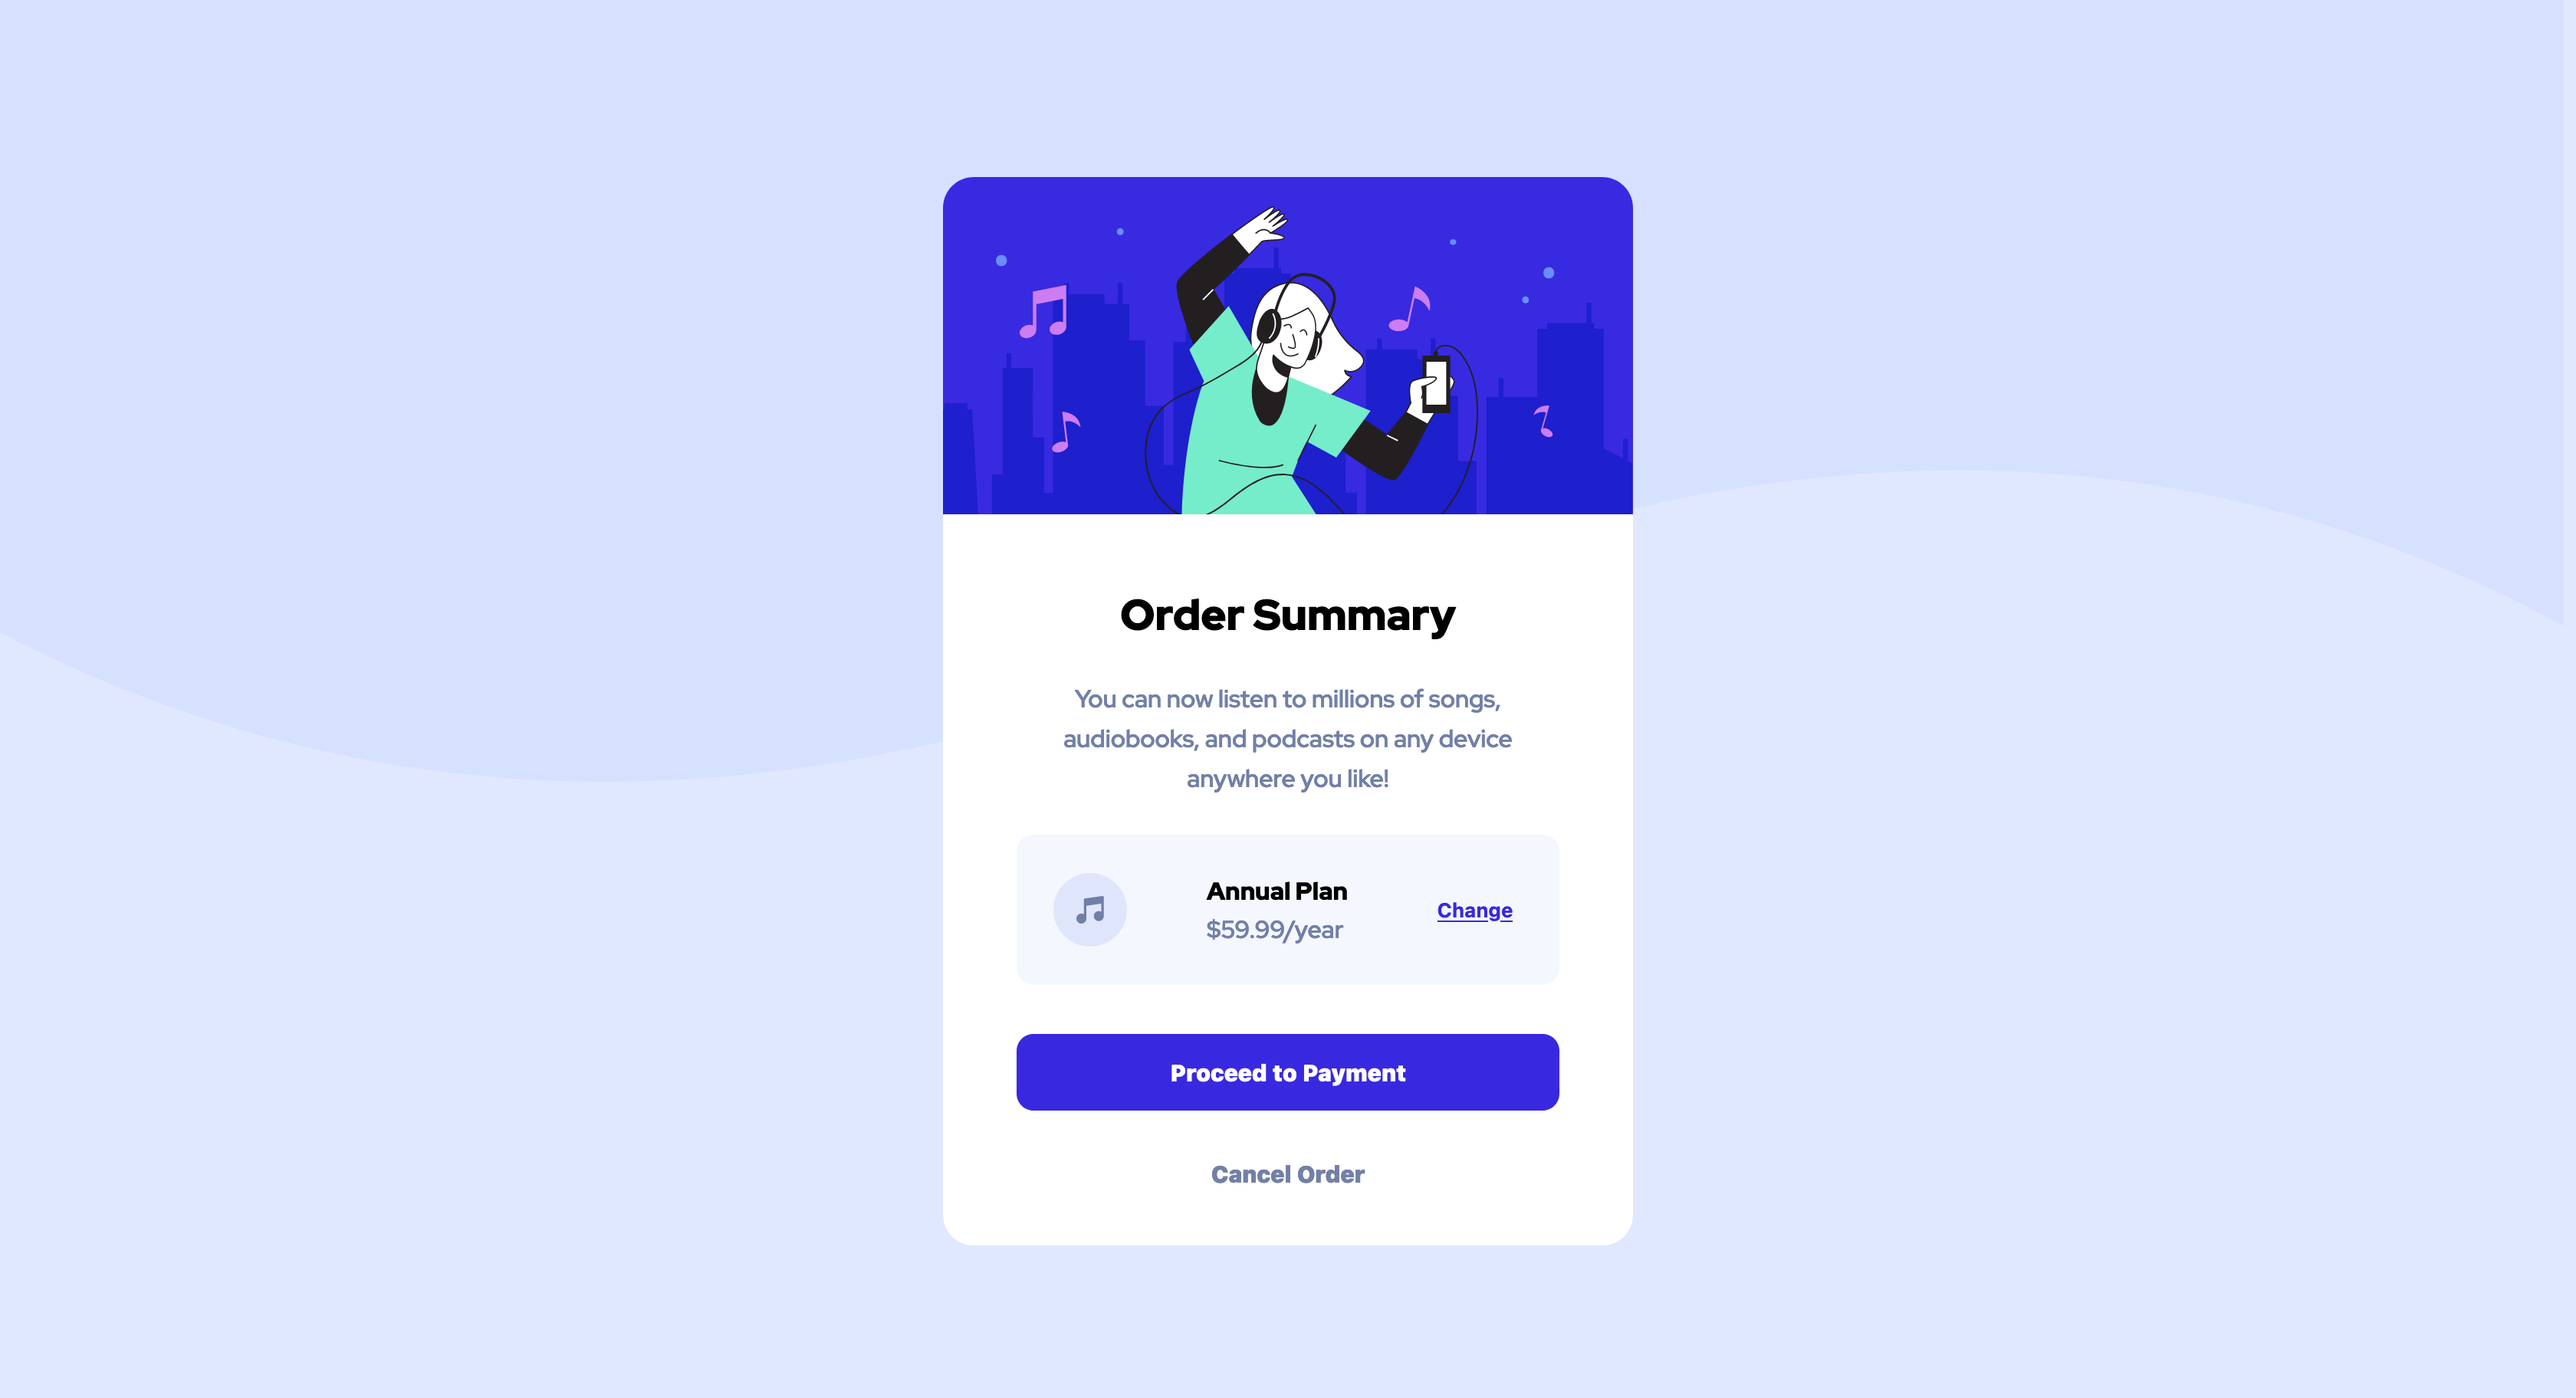 Order Summary
You can now listen to millions of songs,
audiobooks, and podcasts on any device
anywhere you like!
Annual Plan
$59.99/year
Change
Proceed to Payment
Cancel Order